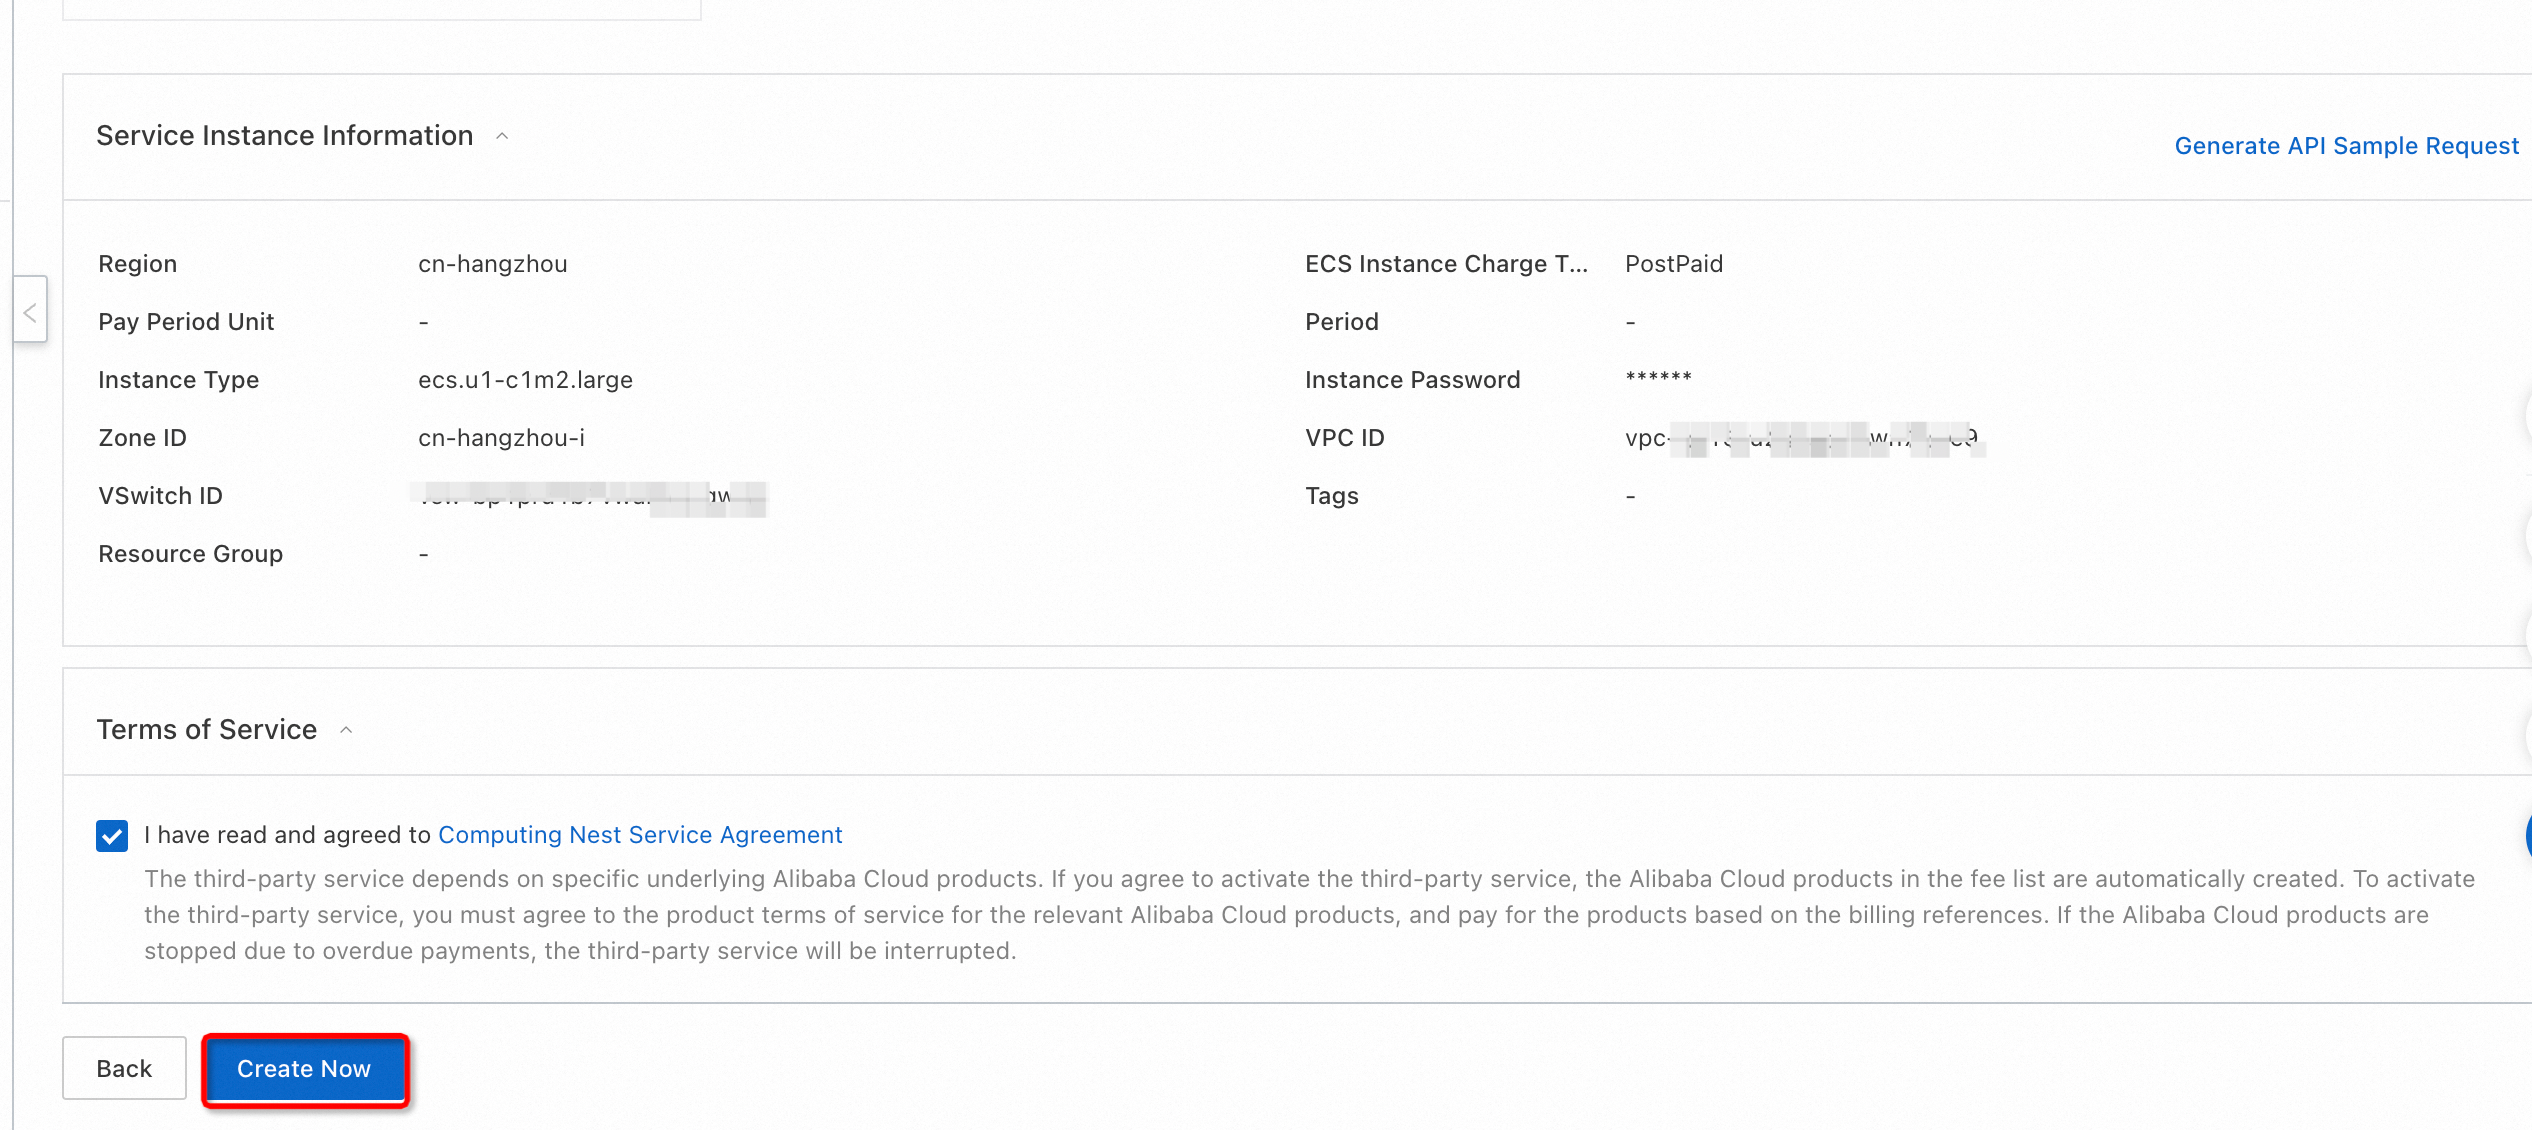 Service Instance Information
Generate API Sample Request
Region cn-hangzhou ECS Instance Charge T... PostPaid
Pay Period Unit - Period -
Instance Type ecs.u1-c1m2.large Instance Password ******
Zone ID cn-hangzhou-i VPC ID vpc-
VSwitch ID Tags -
Resource Group -
Terms of Service
I have read and agreed to Computing Nest Service Agreement
The third-party service depends on specific underlying Alibaba Cloud products. If you agree to activate the third-party service, the Alibaba Cloud products in the fee list are automatically created. To activate
the third-party service, you must agree to the product terms of service for the relevant Alibaba Cloud products, and pay for the products based on the billing references. If the Alibaba Cloud products are
stopped due to overdue payments, the third-party service will be interrupted.
Back Create Now